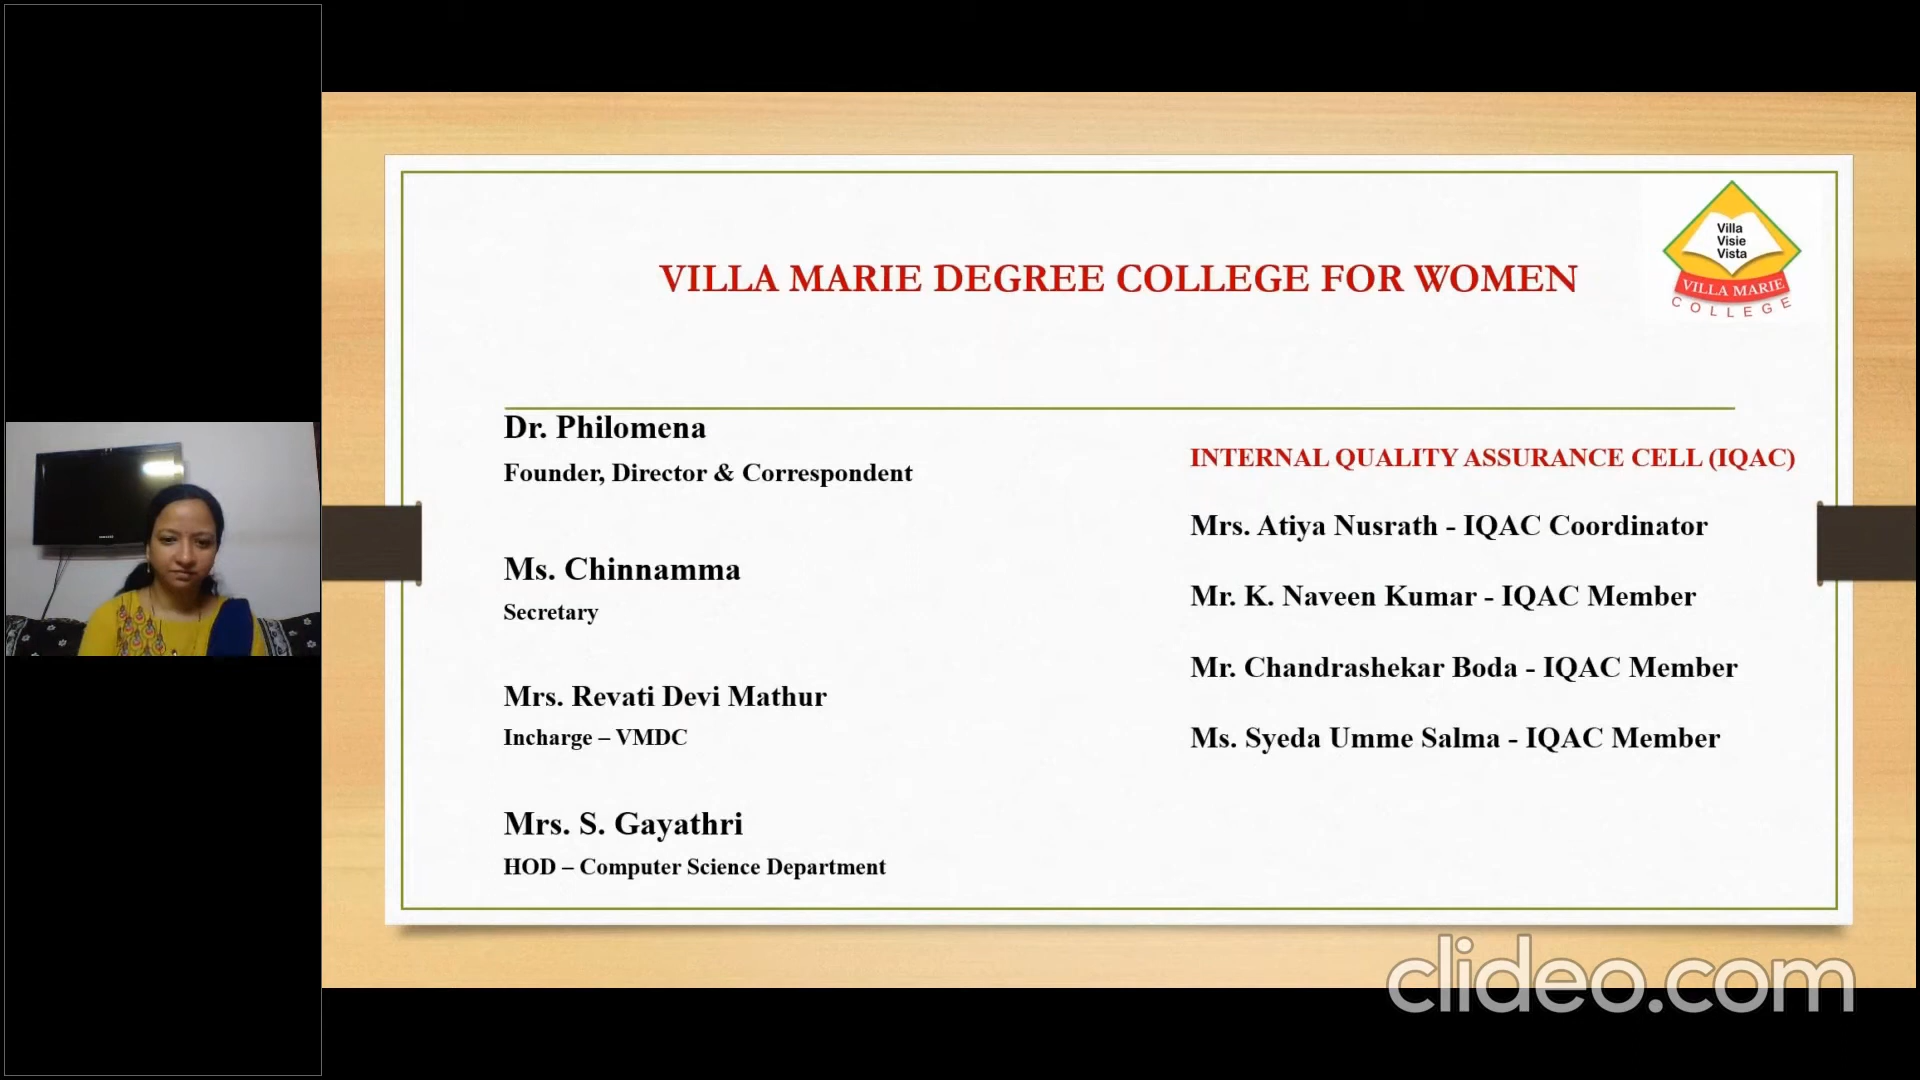 VILLA MARIE DEGREE COLLEGE FOR WOMEN
Villa
Visie
Vista
VILLA MARIE
COLLEGE
Dr. Philomena
Founder, Director & Correspondent
Ms. Chinnamma
Secretary
Mrs. Revati Devi Mathur
Incharge – VMDC
Mrs. S. Gayathri
HOD – Computer Science Department
INTERNAL QUALITY ASSURANCE CELL (IQAC)
Mrs. Atiya Nusrath - IQAC Coordinator
Mr. K. Naveen Kumar - IQAC Member
Mr. Chandrashekar Boda - IQAC Member
Ms. Syeda Umme Salma - IQAC Member
clideo.com